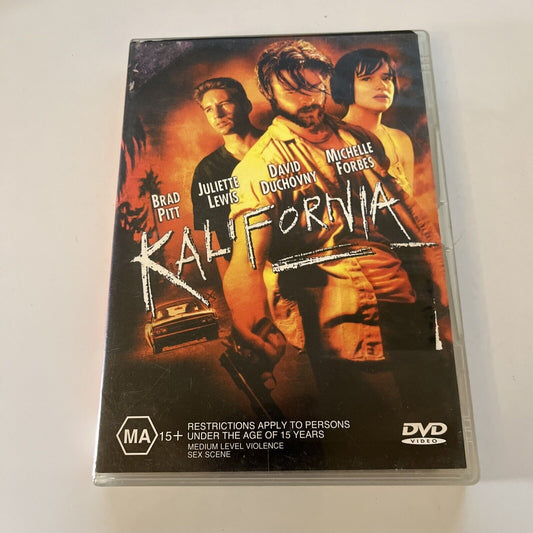 BRAD
PITT
JULIETTE
LEWIS
DAVID
DUCHOVNY
MICHELLE
FORBES
KALIFORNIA
MA 15+
RESTRICTIONS APPLY TO PERSONS
UNDER THE AGE OF 15 YEARS
MEDIUM LEVEL VIOLENCE
SEX SCENE
DVD
VIDEO